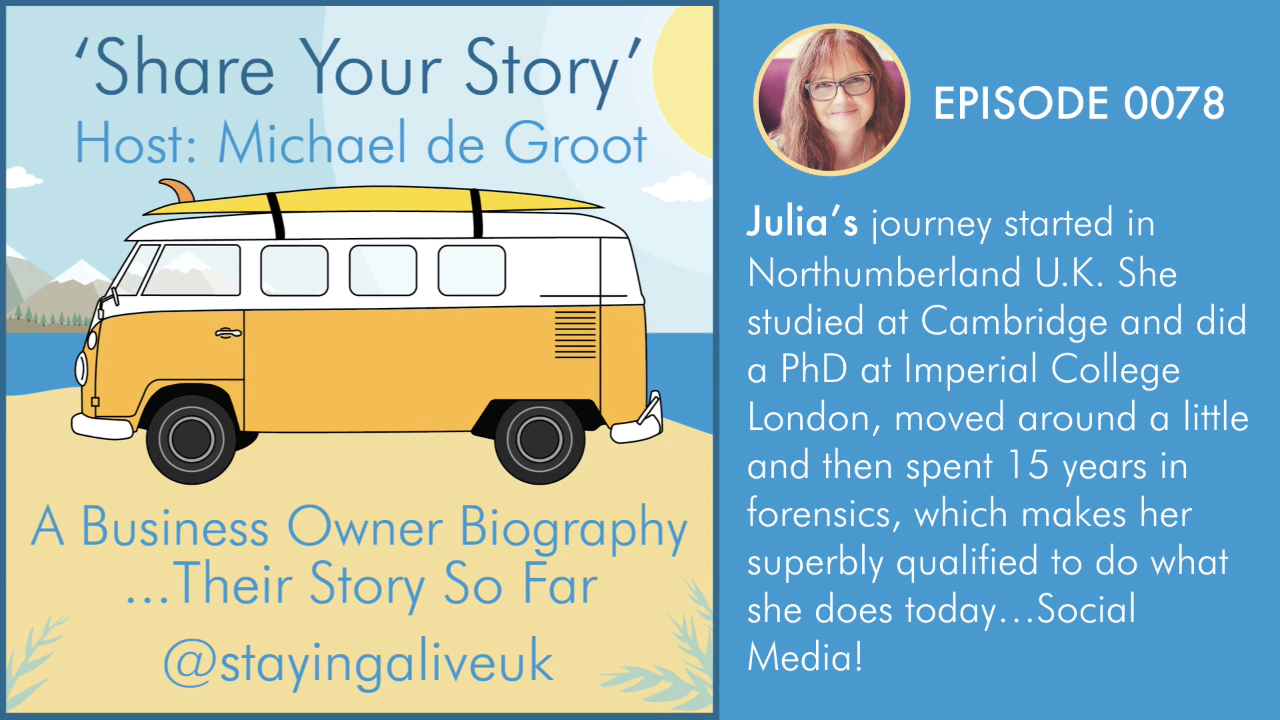 ‘Share Your Story’
Host: Michael de Groot
A Business Owner Biography
...Their Story So Far
@stayingaliveuk
EPISODE 0078
Julia’s journey started in
Northumberland U.K. She
studied at Cambridge and did
a PhD at Imperial College
London, moved around a little
and then spent 15 years in
forensics, which makes her
superbly qualified to do what
she does today...Social
Media!